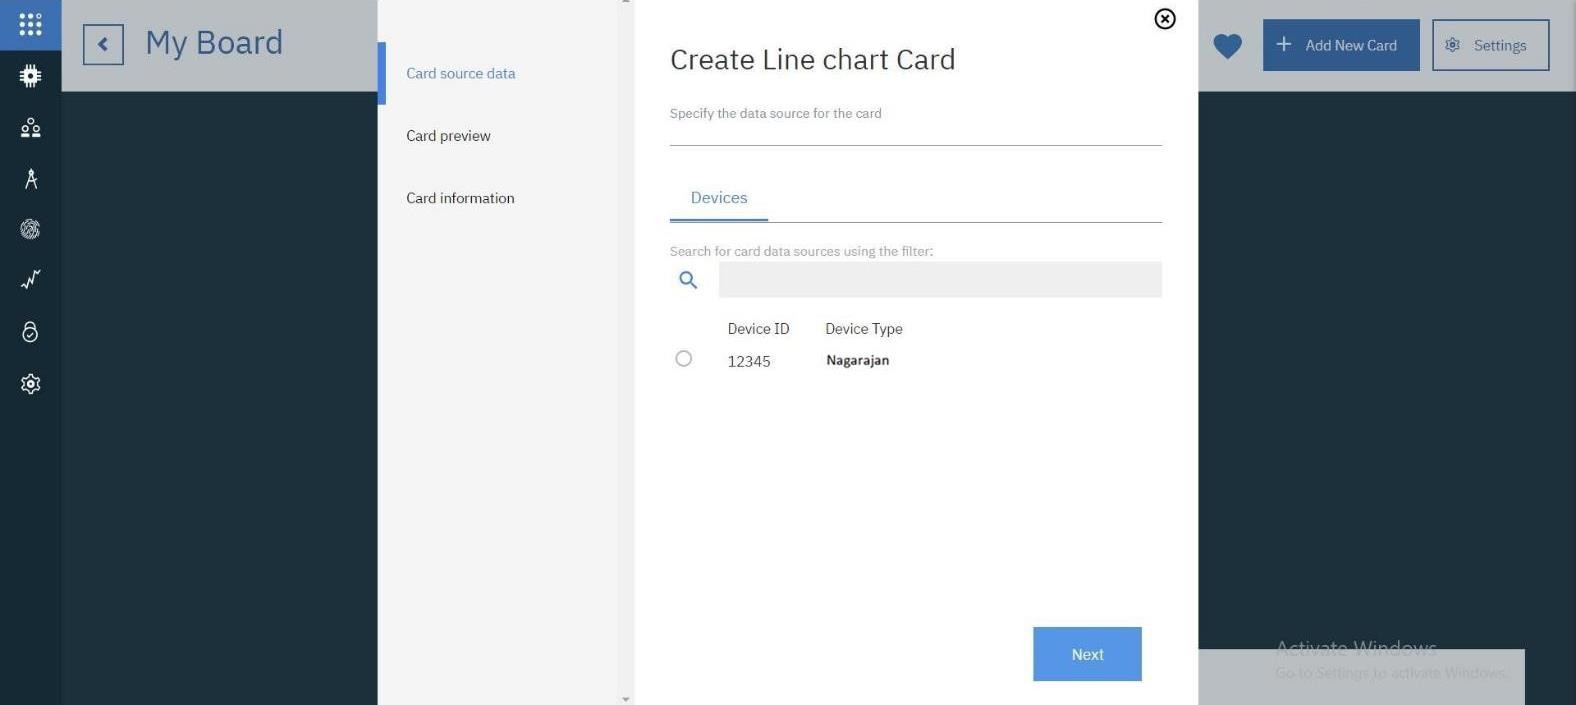 My Board
Add New Card
Settings
Card source data
Card preview
Card information
Create Line chart Card
Specify the data source for the card
Devices
Search for card data sources using the filter:
Device ID Device Type
12345 Nagarajan
Next
Activate Windows
Go to Settings to activate Windows.